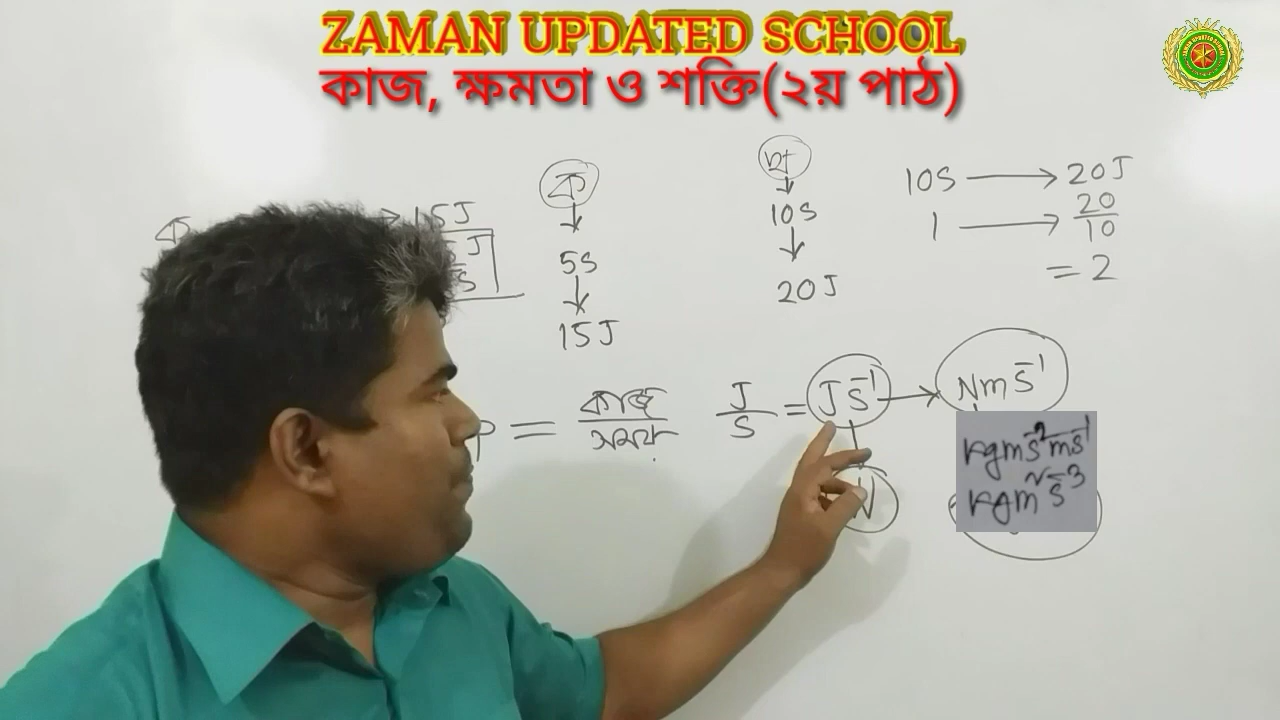 ZAMAN UPDATED SCHOOL
কাজ, ক্ষমতা ও শক্তি(২য় পাঠ)
ক
15J
J
S
ক
5S
15J
খ
10S
20J
10S → 20J
1 → 20/10
= 2
P = কাজ/সময়
J/S = JS⁻¹ → NmS⁻¹
kgmS⁻²mS⁻¹
kgm²S⁻³